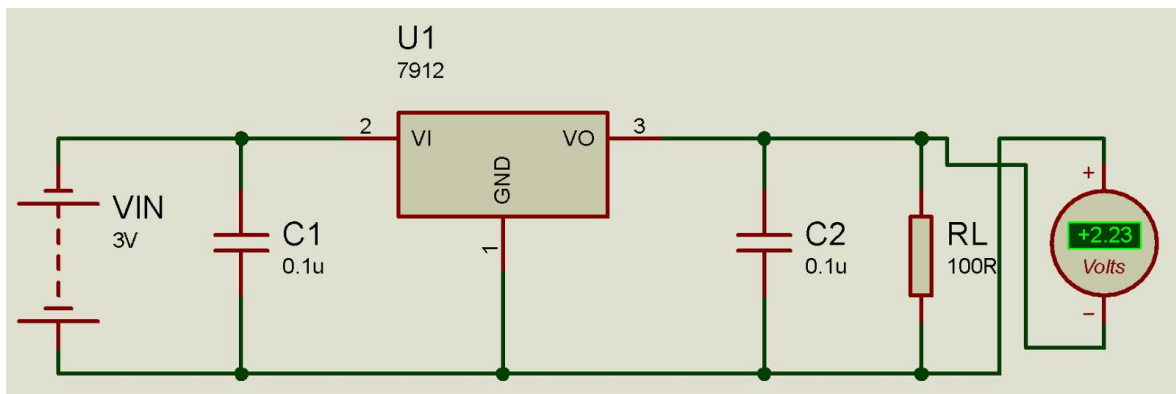 U1
7912
2
VI
VO
3
GND
1
VIN
3V
C1
0.1u
C2
0.1u
RL
100R
+
+2.23
Volts
−